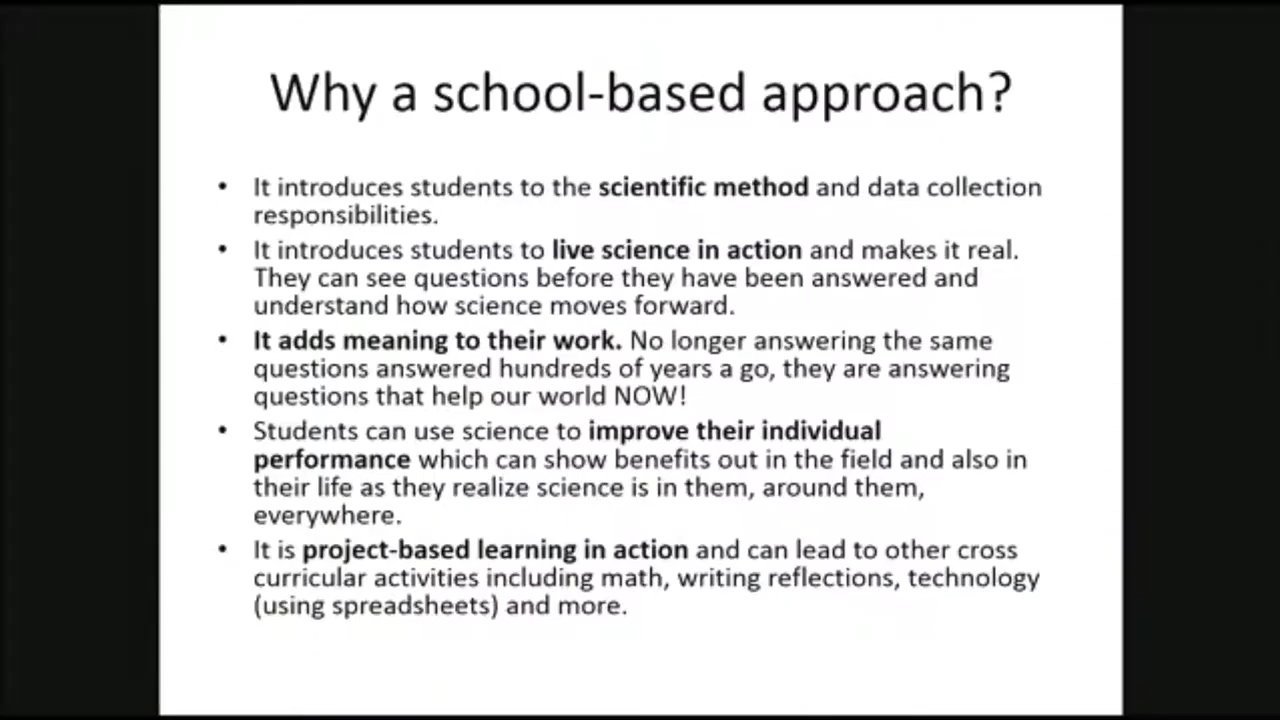 Why a school-based approach?
• It introduces students to the scientific method and data collection
responsibilities.
• It introduces students to live science in action and makes it real.
They can see questions before they have been answered and
understand how science moves forward.
• It adds meaning to their work. No longer answering the same
questions answered hundreds of years a go, they are answering
questions that help our world NOW!
• Students can use science to improve their individual
performance which can show benefits out in the field and also in
their life as they realize science is in them, around them,
everywhere.
• It is project-based learning in action and can lead to other cross
curricular activities including math, writing reflections, technology
(using spreadsheets) and more.